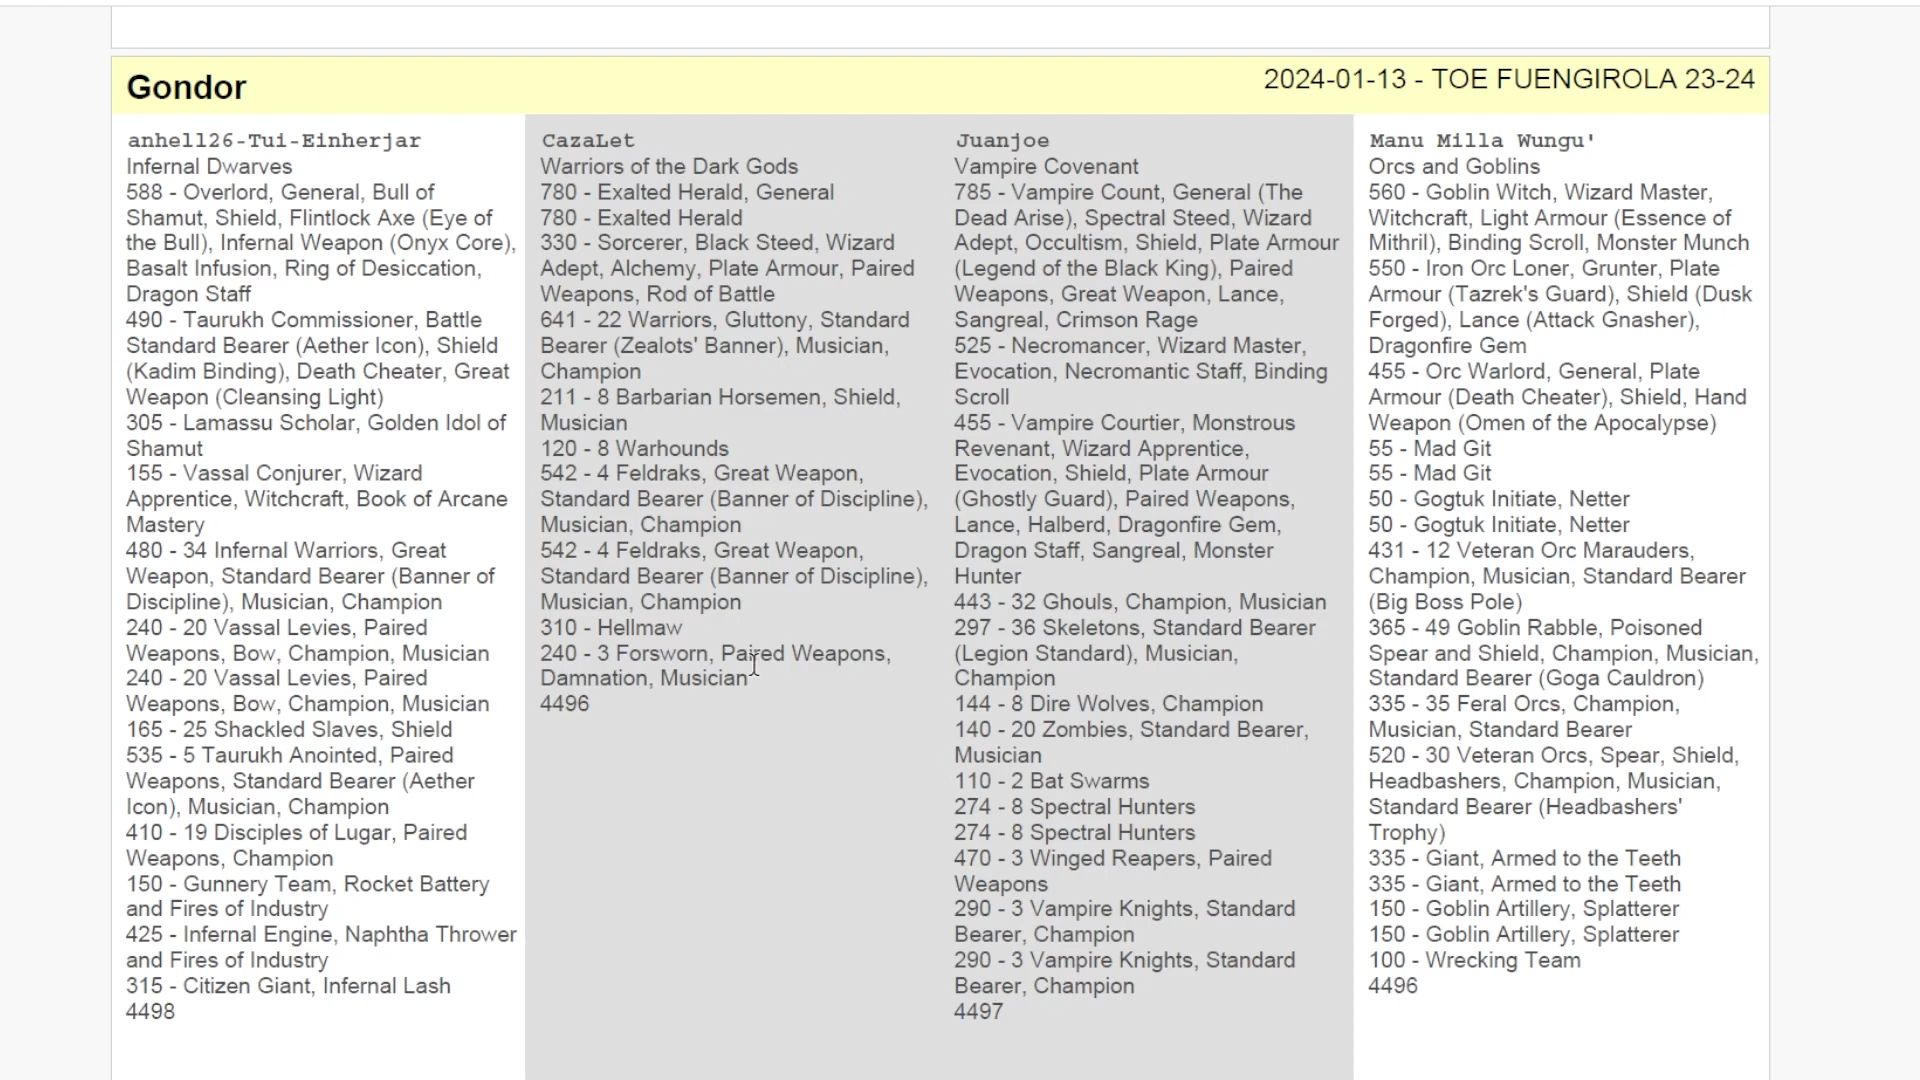 Gondor
2024-01-13 - TOE FUENGIROLA 23-24
anhell26-Tui-Einherjar
Infernal Dwarves
588 - Overlord, General, Bull of
Shamut, Shield, Flintlock Axe (Eye of
the Bull), Infernal Weapon (Onyx Core),
Basalt Infusion, Ring of Desiccation,
Dragon Staff
490 - Taurukh Commissioner, Battle
Standard Bearer (Aether Icon), Shield
(Kadim Binding), Death Cheater, Great
Weapon (Cleansing Light)
305 - Lamassu Scholar, Golden Idol of
Shamut
155 - Vassal Conjurer, Wizard
Apprentice, Witchcraft, Book of Arcane
Mastery
480 - 34 Infernal Warriors, Great
Weapon, Standard Bearer (Banner of
Discipline), Musician, Champion
240 - 20 Vassal Levies, Paired
Weapons, Bow, Champion, Musician
240 - 20 Vassal Levies, Paired
Weapons, Bow, Champion, Musician
165 - 25 Shackled Slaves, Shield
535 - 5 Taurukh Anointed, Paired
Weapons, Standard Bearer (Aether
Icon), Musician, Champion
410 - 19 Disciples of Lugar, Paired
Weapons, Champion
150 - Gunnery Team, Rocket Battery
and Fires of Industry
425 - Infernal Engine, Naphtha Thrower
and Fires of Industry
315 - Citizen Giant, Infernal Lash
4498
CazaLet
Warriors of the Dark Gods
780 - Exalted Herald, General
780 - Exalted Herald
330 - Sorcerer, Black Steed, Wizard
Adept, Alchemy, Plate Armour, Paired
Weapons, Rod of Battle
641 - 22 Warriors, Gluttony, Standard
Bearer (Zealots' Banner), Musician,
Champion
211 - 8 Barbarian Horsemen, Shield,
Musician
120 - 8 Warhounds
542 - 4 Feldraks, Great Weapon,
Standard Bearer (Banner of Discipline),
Musician, Champion
542 - 4 Feldraks, Great Weapon,
Standard Bearer (Banner of Discipline),
Musician, Champion
310 - Hellmaw
240 - 3 Forsworn, Paired Weapons,
Damnation, Musician
4496
Juanjoe
Vampire Covenant
785 - Vampire Count, General (The
Dead Arise), Spectral Steed, Wizard
Adept, Occultism, Shield, Plate Armour
(Legend of the Black King), Paired
Weapons, Great Weapon, Lance,
Sangreal, Crimson Rage
525 - Necromancer, Wizard Master,
Evocation, Necromantic Staff, Binding
Scroll
455 - Vampire Courtier, Monstrous
Revenant, Wizard Apprentice,
Evocation, Shield, Plate Armour
(Ghostly Guard), Paired Weapons,
Lance, Halberd, Dragonfire Gem,
Dragon Staff, Sangreal, Monster
Hunter
443 - 32 Ghouls, Champion, Musician
297 - 36 Skeletons, Standard Bearer
(Legion Standard), Musician,
Champion
144 - 8 Dire Wolves, Champion
140 - 20 Zombies, Standard Bearer,
Musician
110 - 2 Bat Swarms
274 - 8 Spectral Hunters
274 - 8 Spectral Hunters
470 - 3 Winged Reapers, Paired
Weapons
290 - 3 Vampire Knights, Standard
Bearer, Champion
290 - 3 Vampire Knights, Standard
Bearer, Champion
4497
Manu Milla Wungu'
Orcs and Goblins
560 - Goblin Witch, Wizard Master,
Witchcraft, Light Armour (Essence of
Mithril), Binding Scroll, Monster Munch
550 - Iron Orc Loner, Grunter, Plate
Armour (Tazrek's Guard), Shield (Dusk
Forged), Lance (Attack Gnasher),
Dragonfire Gem
455 - Orc Warlord, General, Plate
Armour (Death Cheater), Shield, Hand
Weapon (Omen of the Apocalypse)
55 - Mad Git
55 - Mad Git
50 - Gogtuk Initiate, Netter
50 - Gogtuk Initiate, Netter
431 - 12 Veteran Orc Marauders,
Champion, Musician, Standard Bearer
(Big Boss Pole)
365 - 49 Goblin Rabble, Poisoned
Spear and Shield, Champion, Musician,
Standard Bearer (Goga Cauldron)
335 - 35 Feral Orcs, Champion,
Musician, Standard Bearer
520 - 30 Veteran Orcs, Spear, Shield,
Headbashers, Champion, Musician,
Standard Bearer (Headbashers'
Trophy)
335 - Giant, Armed to the Teeth
335 - Giant, Armed to the Teeth
150 - Goblin Artillery, Splatterer
150 - Goblin Artillery, Splatterer
100 - Wrecking Team
4496